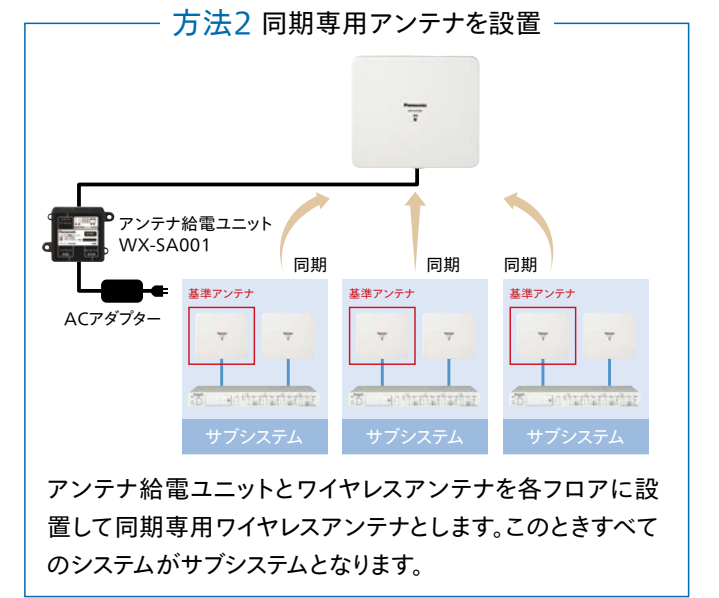 方法2 同期専用アンテナを設置
Panasonic
アンテナ給電ユニット
WX-SA001
ACアダプター
同期
同期
同期
基準アンテナ
基準アンテナ
基準アンテナ
サブシステム
サブシステム
サブシステム
アンテナ給電ユニットとワイヤレスアンテナを各フロアに設
置して同期専用ワイヤレスアンテナとします。このときすべて
のシステムがサブシステムとなります。